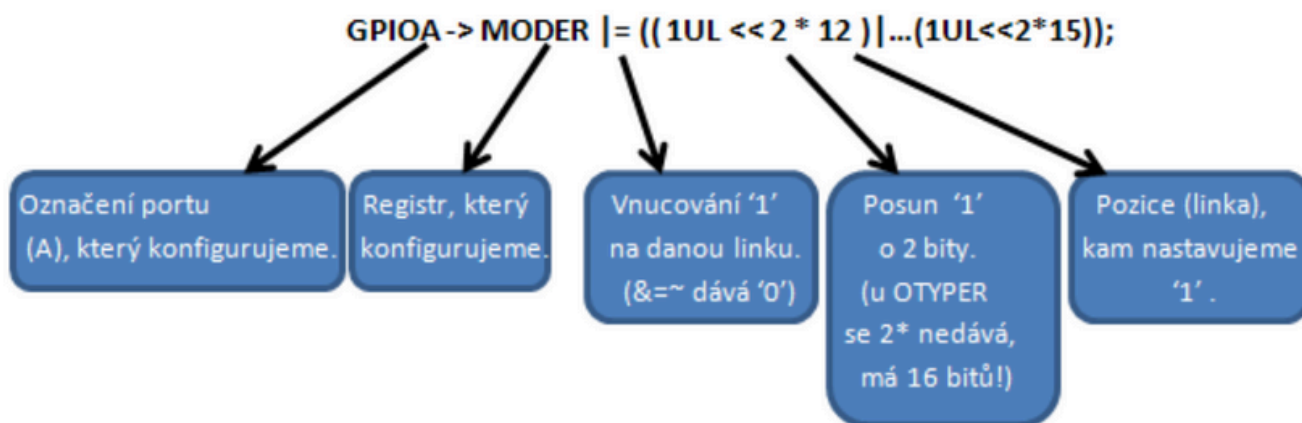 GPIOA -> MODER |= (( 1UL << 2 * 12 )|...(1UL<<2*15));
Označení portu
(A), který konfigurujeme.
Registr, který
konfigurujeme.
Vnucování ‘1’
na danou linku.
(&=~ dává ‘0’)
Posun ‘1’
o 2 bity.
(u OTYPER
se 2* nedává,
má 16 bitů!)
Pozice (linka),
kam nastavujeme
‘1’ .